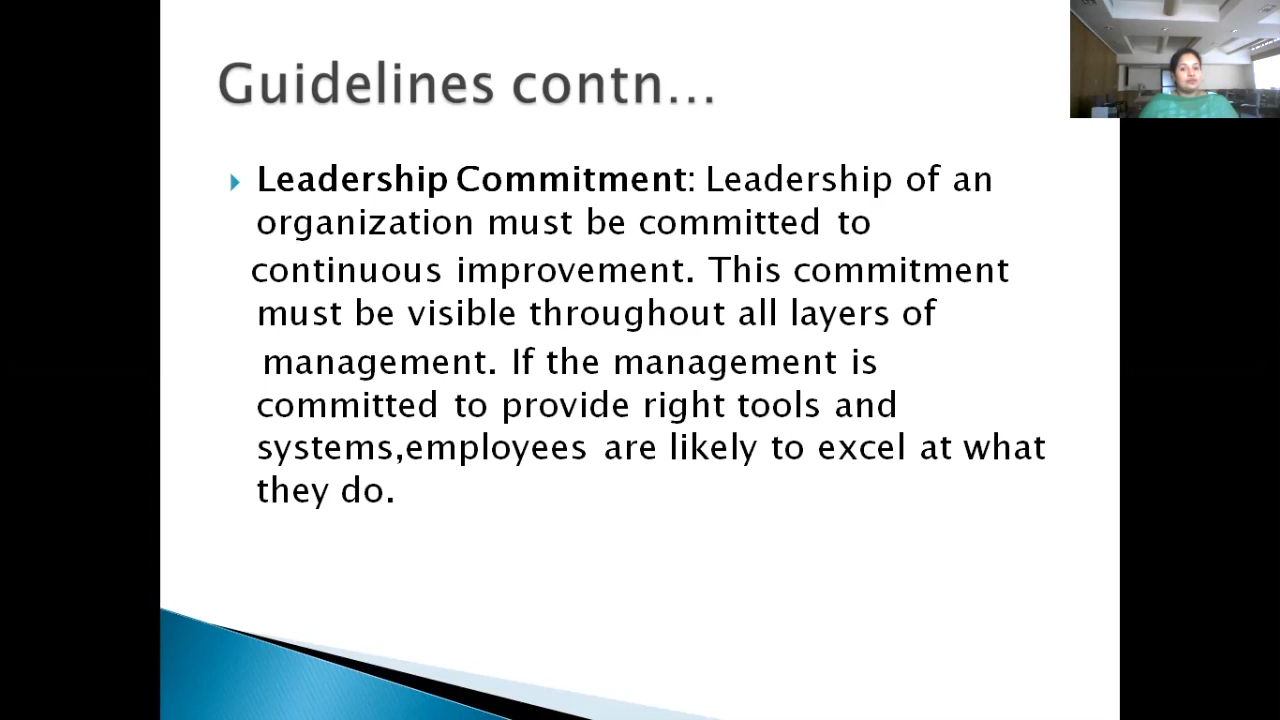 Guidelines contn...
Leadership Commitment: Leadership of an
organization must be committed to
continuous improvement. This commitment
must be visible throughout all layers of
management. If the management is
committed to provide right tools and
systems,employees are likely to excel at what
they do.